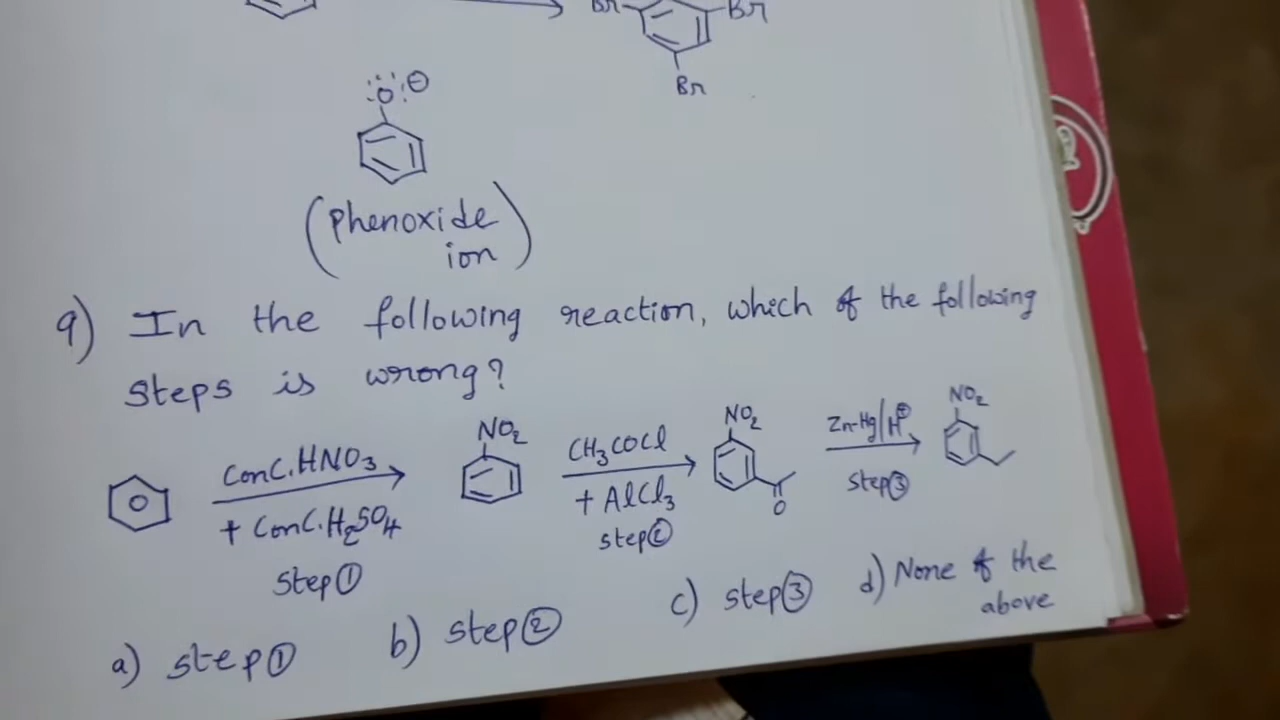 Br Br
Br
:O: ⊖
(Phenoxide
ion)
9) In the following reaction, which of the following
steps is wrong?
ConC.HNO3 + ConC.H2SO4 Step①
NO2
CH3COCl + AlCl3 step②
NO2
O
Zn-Hg/H⊕ step③
NO2
a) step① b) step② c) step③ d) None of the
above